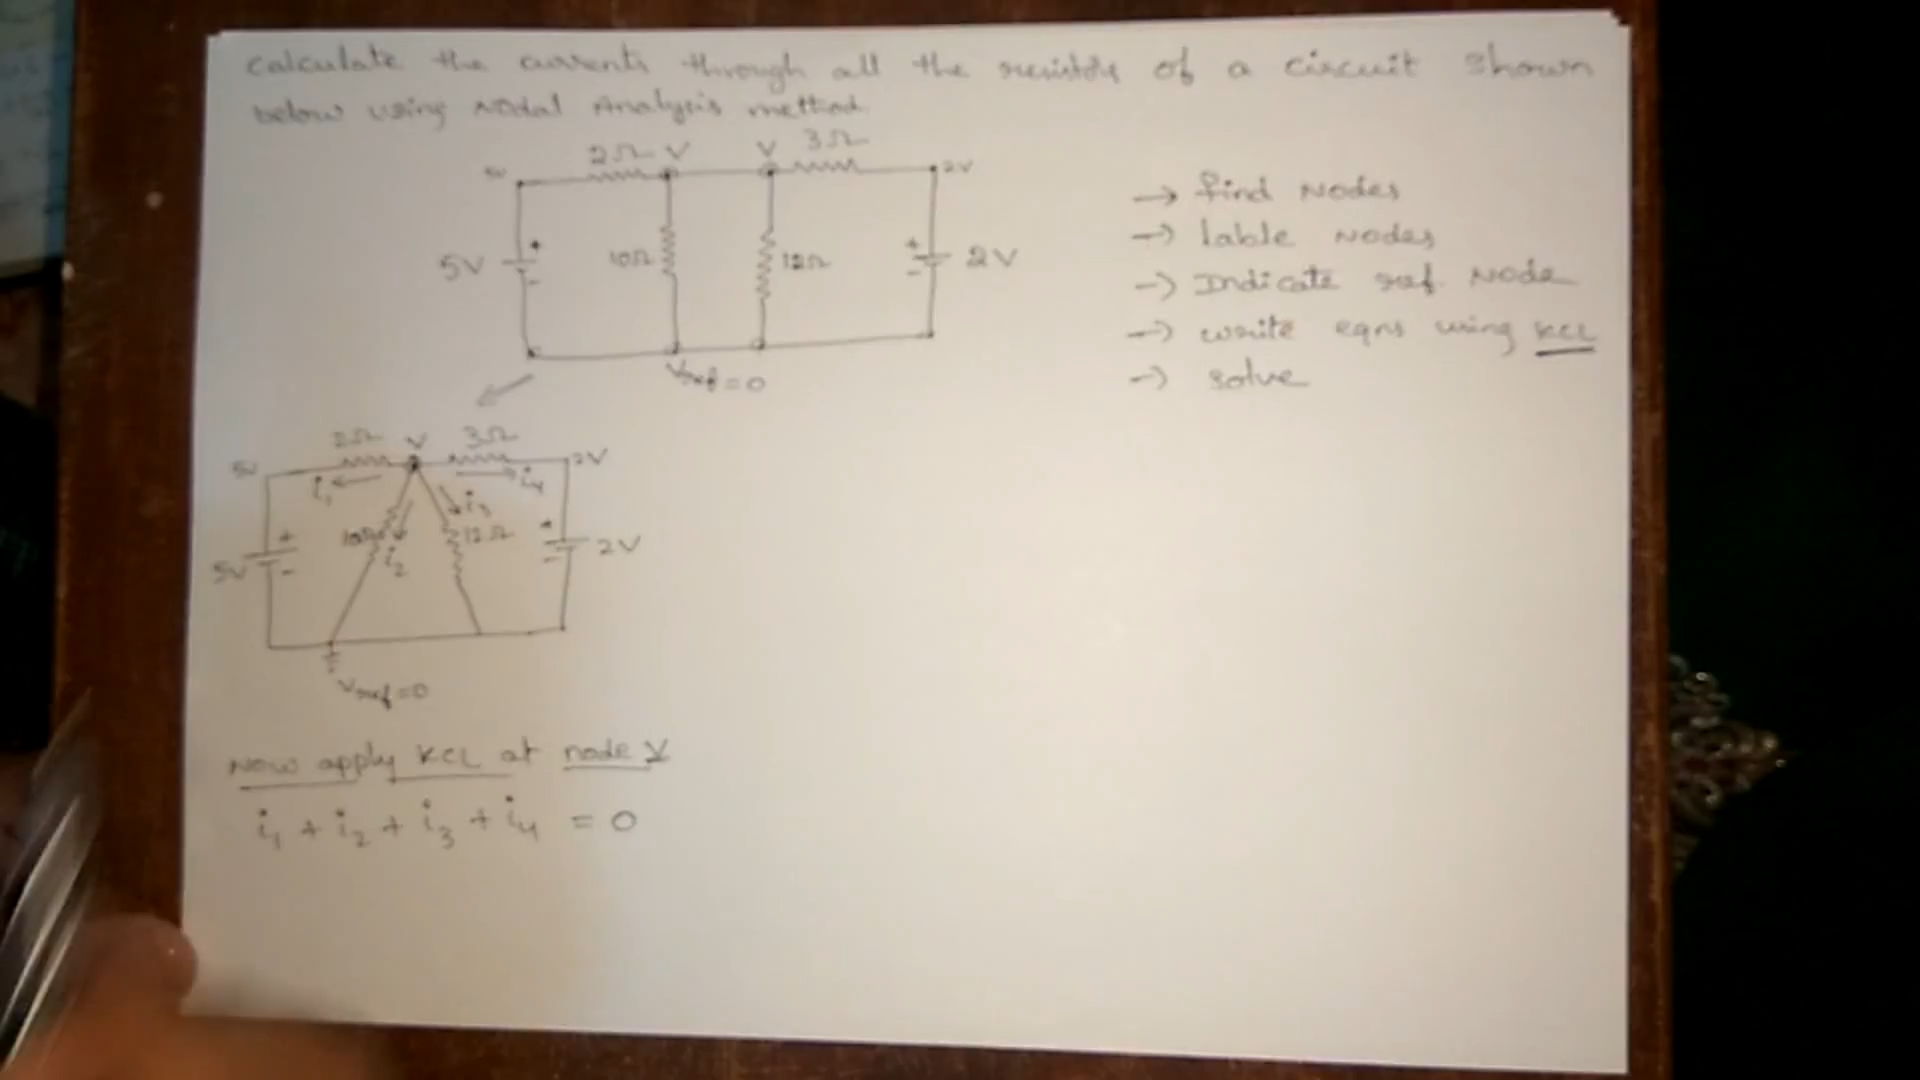 calculate the currents through all the resistors of a circuit shown
below using Nodal Analysis method.
5V 2Ω V V 3Ω 2V
5V + - 10Ω 12Ω + - 2V
Vref = 0
→ find Nodes
→ lable Nodes
→ Indicate ref. Node
→ write eqns using KCL
→ solve
5V 2Ω V 3Ω 2V
i1 i3 i4
5V + - 10Ω i2 12Ω + - 2V
Vref = 0
Now apply KCL at node V
i1 + i2 + i3 + i4 = 0